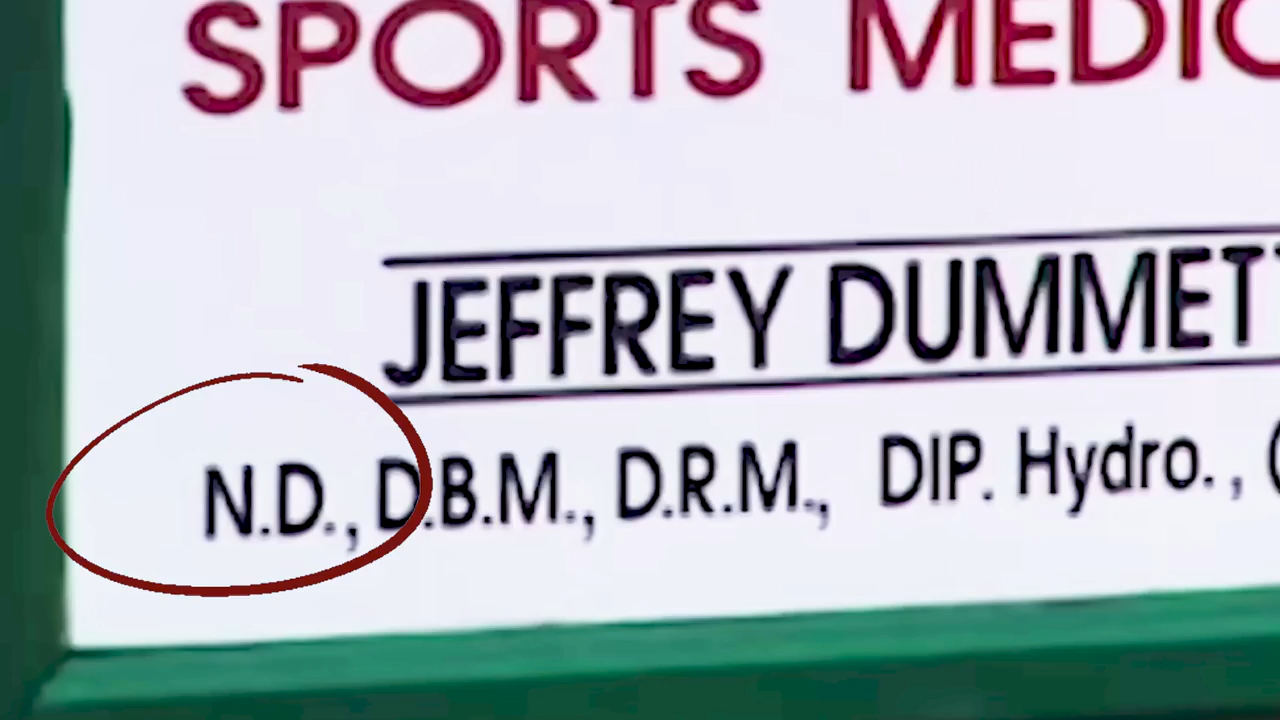 SPORTS MEDIC
JEFFREY DUMMET
N.D., D.B.M., D.R.M., DIP. Hydro., (